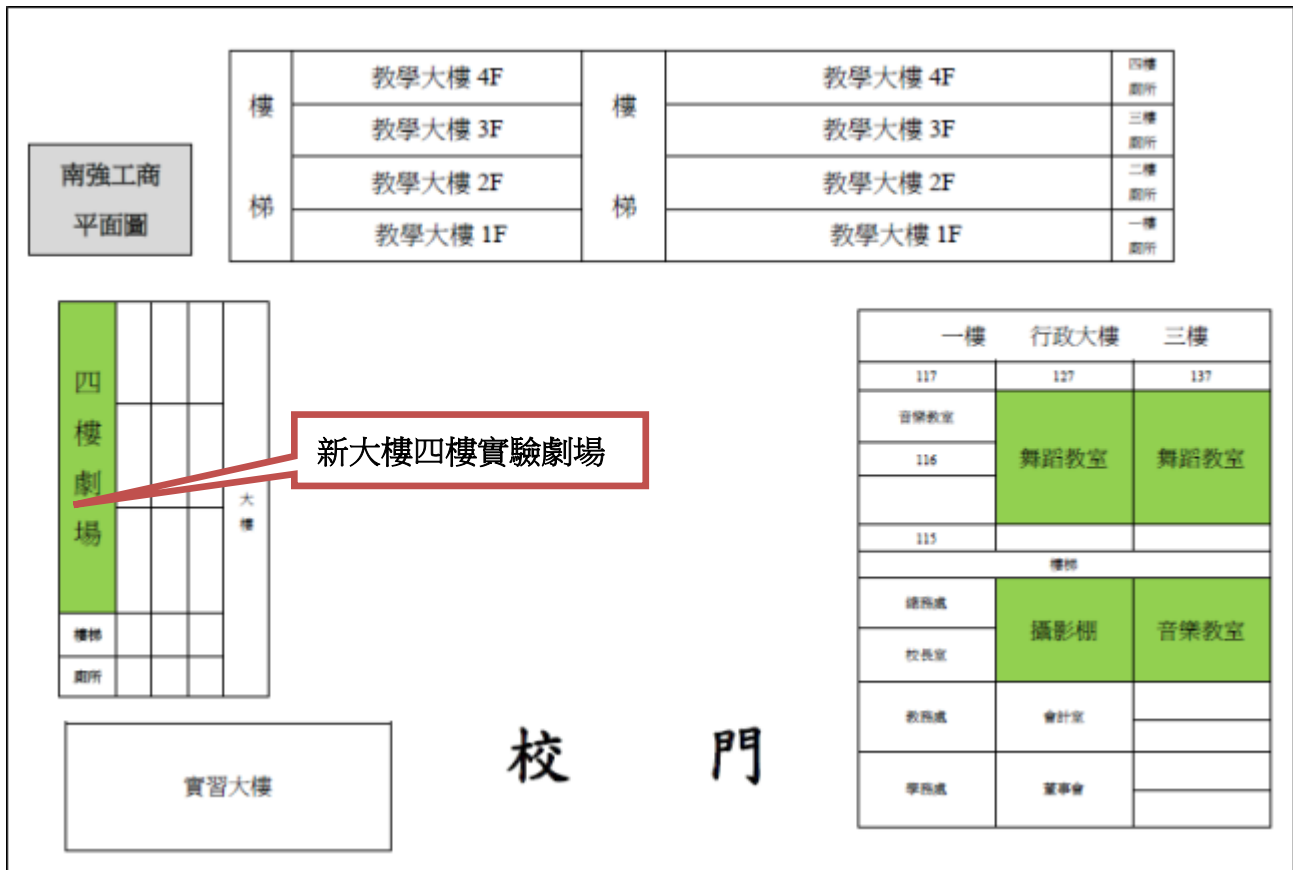 南強工商
平面圖
樓梯
教學大樓 4F
教學大樓 3F
教學大樓 2F
教學大樓 1F
樓梯
教學大樓 4F
教學大樓 3F
教學大樓 2F
教學大樓 1F
四樓
廁所
三樓
廁所
二樓
廁所
一樓
廁所
四樓劇場
大樓
樓梯
廁所
新大樓四樓實驗劇場
實習大樓
校 門
一樓 行政大樓 三樓
117 127 137
音樂教室
116
舞蹈教室 舞蹈教室
115
樓梯
總務處
校長室
攝影棚 音樂教室
教務處 會計室
學務處 董事會